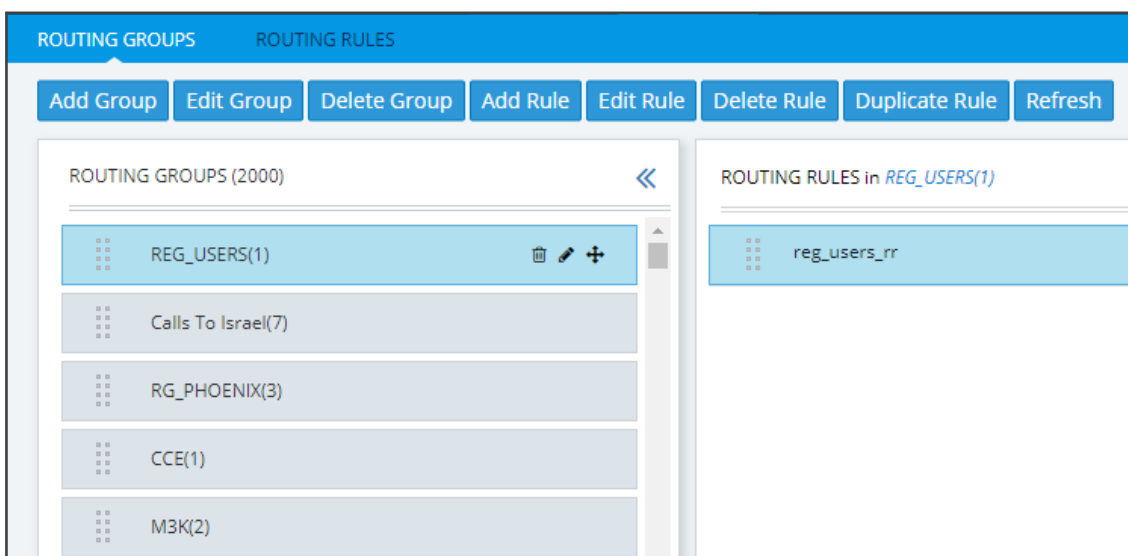 ROUTING GROUPS ROUTING RULES
Add Group Edit Group Delete Group Add Rule Edit Rule Delete Rule Duplicate Rule Refresh
ROUTING GROUPS (2000)
REG_USERS(1)
Calls To Israel(7)
RG_PHOENIX(3)
CCE(1)
M3K(2)
ROUTING RULES in REG_USERS(1)
reg_users_rr